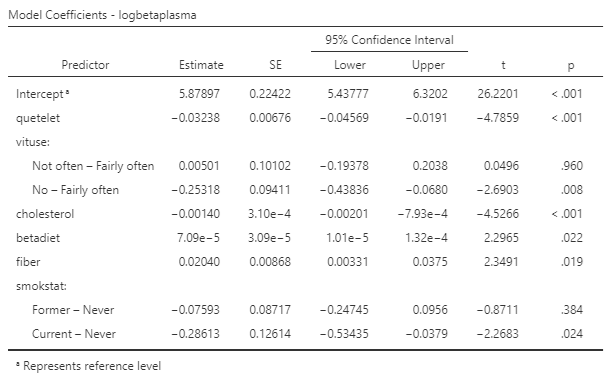 Model Coefficients - logbetaplasma
95% Confidence Interval
Predictor Estimate SE Lower Upper t p
Intercept ᵃ 5.87897 0.22422 5.43777 6.3202 26.2201 < .001
quetelet −0.03238 0.00676 −0.04569 −0.0191 −4.7859 < .001
vituse:
Not often – Fairly often 0.00501 0.10102 −0.19378 0.2038 0.0496 .960
No – Fairly often −0.25318 0.09411 −0.43836 −0.0680 −2.6903 .008
cholesterol −0.00140 3.10e−4 −0.00201 −7.93e−4 −4.5266 < .001
betadiet 7.09e−5 3.09e−5 1.01e−5 1.32e−4 2.2965 .022
fiber 0.02040 0.00868 0.00331 0.0375 2.3491 .019
smokstat:
Former – Never −0.07593 0.08717 −0.24745 0.0956 −0.8711 .384
Current – Never −0.28613 0.12614 −0.53435 −0.0379 −2.2683 .024
ᵃ Represents reference level